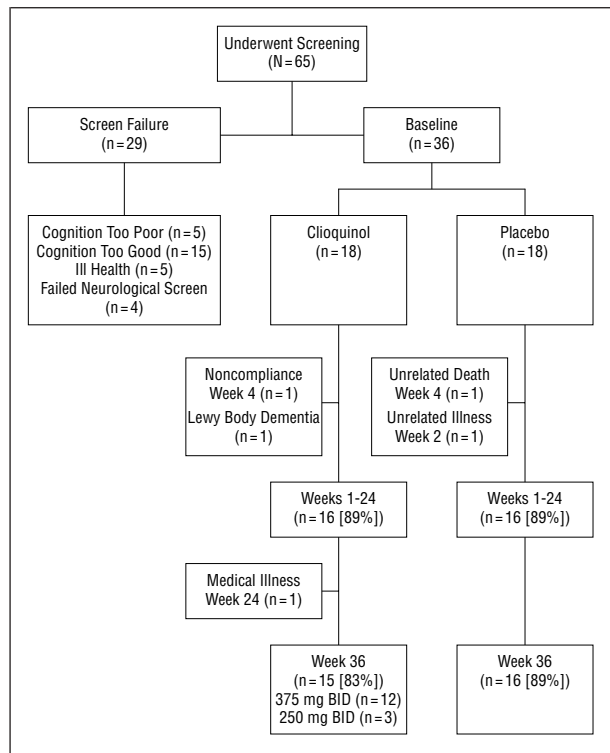 Underwent Screening
(N = 65)
Screen Failure
(n = 29)
Baseline
(n = 36)
Cognition Too Poor (n = 5)
Cognition Too Good (n = 15)
Ill Health (n = 5)
Failed Neurological Screen
(n = 4)
Clioquinol
(n = 18)
Placebo
(n = 18)
Noncompliance
Week 4 (n = 1)
Lewy Body Dementia
(n = 1)
Unrelated Death
Week 4 (n = 1)
Unrelated Illness
Week 2 (n = 1)
Weeks 1-24
(n = 16 [89%])
Weeks 1-24
(n = 16 [89%])
Medical Illness
Week 24 (n = 1)
Week 36
(n = 15 [83%])
375 mg BID (n = 12)
250 mg BID (n = 3)
Week 36
(n = 16 [89%])